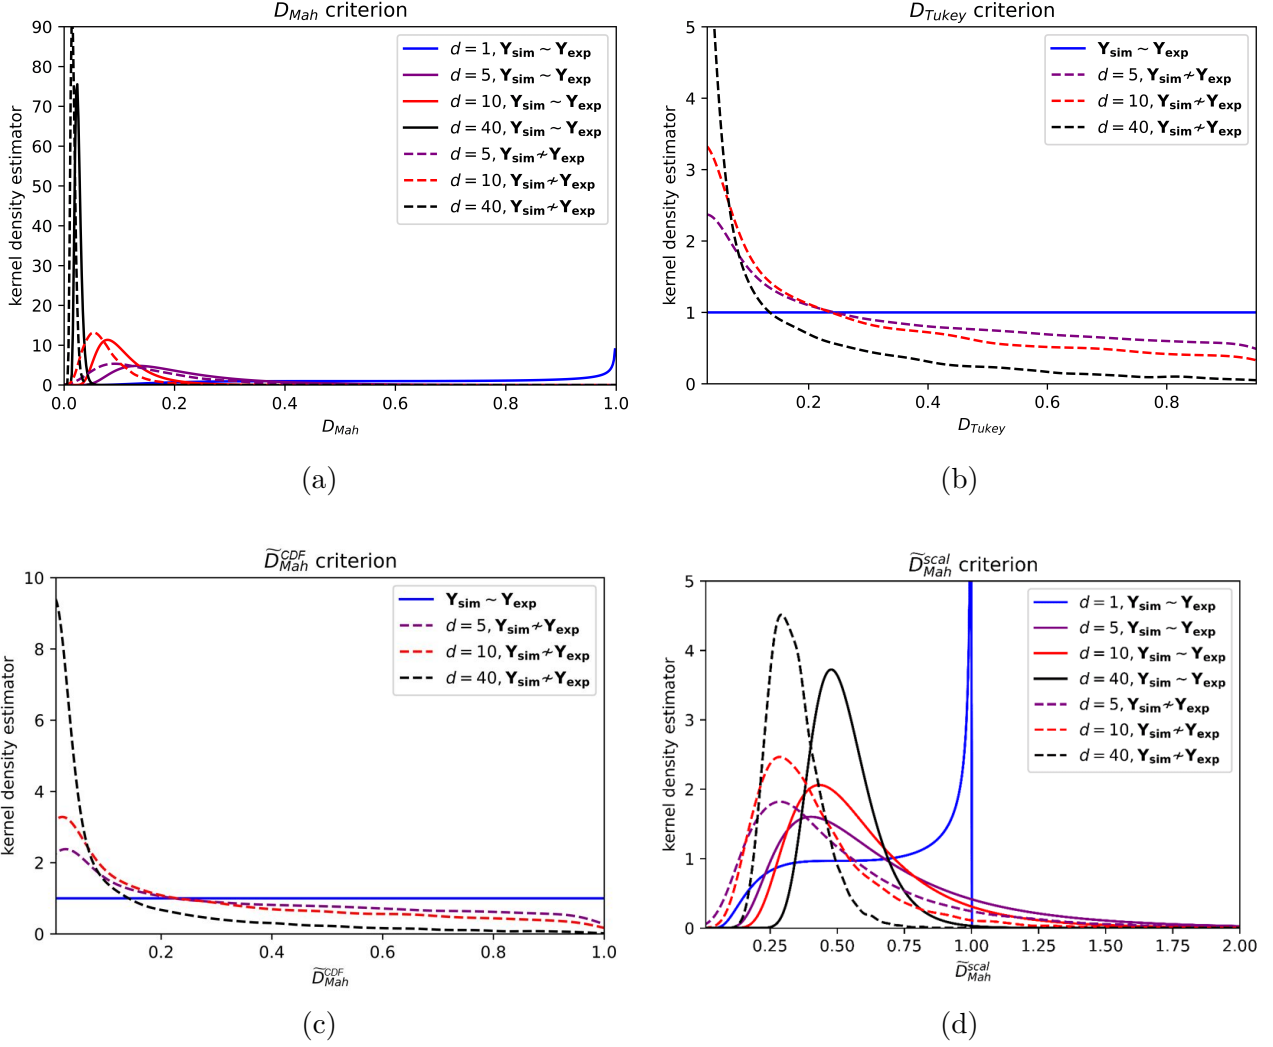 D_Mah criterion
kernel density estimator
90
80
70
60
50
40
30
20
10
0
d = 1, Y_sim ~ Y_exp
d = 5, Y_sim ~ Y_exp
d = 10, Y_sim ~ Y_exp
d = 40, Y_sim ~ Y_exp
d = 5, Y_sim ≁ Y_exp
d = 10, Y_sim ≁ Y_exp
d = 40, Y_sim ≁ Y_exp
0.0 0.2 0.4 0.6 0.8 1.0
D_Mah
(a)
D_Tukey criterion
kernel density estimator
5
4
3
2
1
0
Y_sim ~ Y_exp
d = 5, Y_sim ≁ Y_exp
d = 10, Y_sim ≁ Y_exp
d = 40, Y_sim ≁ Y_exp
0.2 0.4 0.6 0.8
D_Tukey
(b)
D̃_Mah^CDF criterion
kernel density estimator
10
8
6
4
2
0
Y_sim ~ Y_exp
d = 5, Y_sim ≁ Y_exp
d = 10, Y_sim ≁ Y_exp
d = 40, Y_sim ≁ Y_exp
0.2 0.4 0.6 0.8 1.0
D̃_Mah^CDF
(c)
D̃_Mah^scal criterion
kernel density estimator
5
4
3
2
1
0
d = 1, Y_sim ~ Y_exp
d = 5, Y_sim ~ Y_exp
d = 10, Y_sim ~ Y_exp
d = 40, Y_sim ~ Y_exp
d = 5, Y_sim ≁ Y_exp
d = 10, Y_sim ≁ Y_exp
d = 40, Y_sim ≁ Y_exp
0.25 0.50 0.75 1.00 1.25 1.50 1.75 2.00
D̃_Mah^scal
(d)